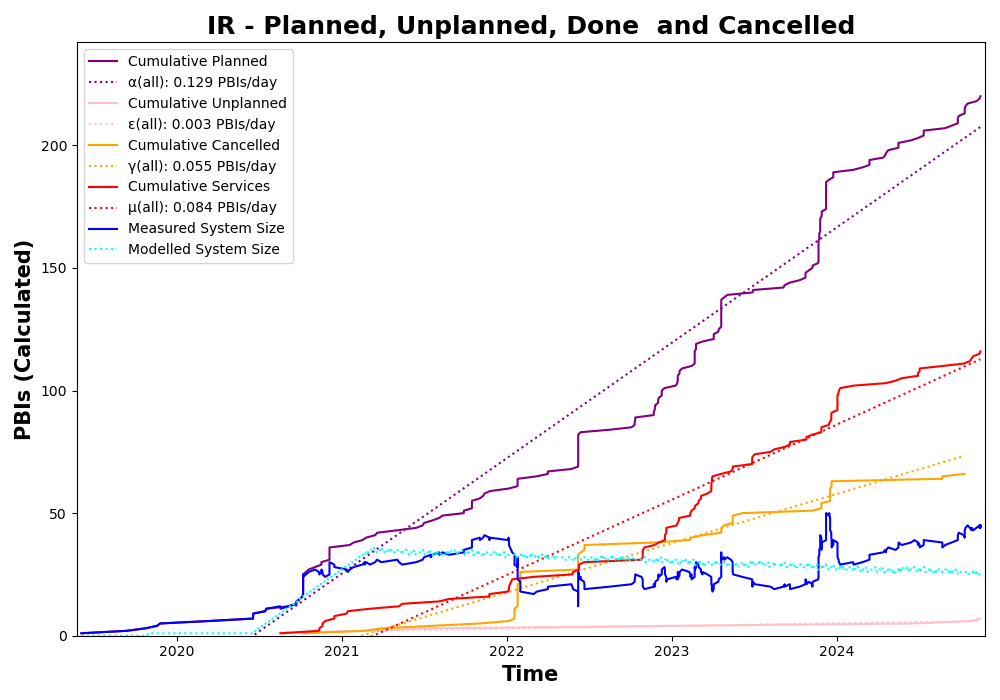 IR - Planned, Unplanned, Done  and Cancelled
Cumulative Planned
α(all): 0.129 PBIs/day
Cumulative Unplanned
ε(all): 0.003 PBIs/day
Cumulative Cancelled
γ(all): 0.055 PBIs/day
Cumulative Services
μ(all): 0.084 PBIs/day
Measured System Size
Modelled System Size
PBIs (Calculated)
200
150
100
50
0
2020
2021
2022
2023
2024
Time